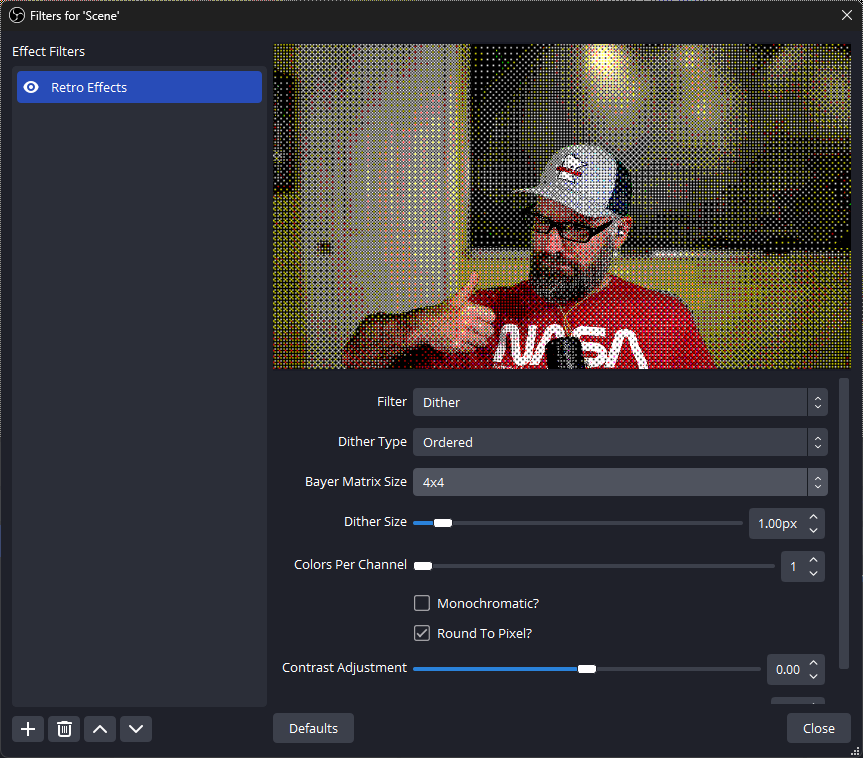 Filters for 'Scene'
Effect Filters
Retro Effects
NASA
Filter
Dither
Dither Type
Ordered
Bayer Matrix Size
4x4
Dither Size
1.00px
Colors Per Channel
1
Monochromatic?
Round To Pixel?
Contrast Adjustment
0.00
Defaults
Close